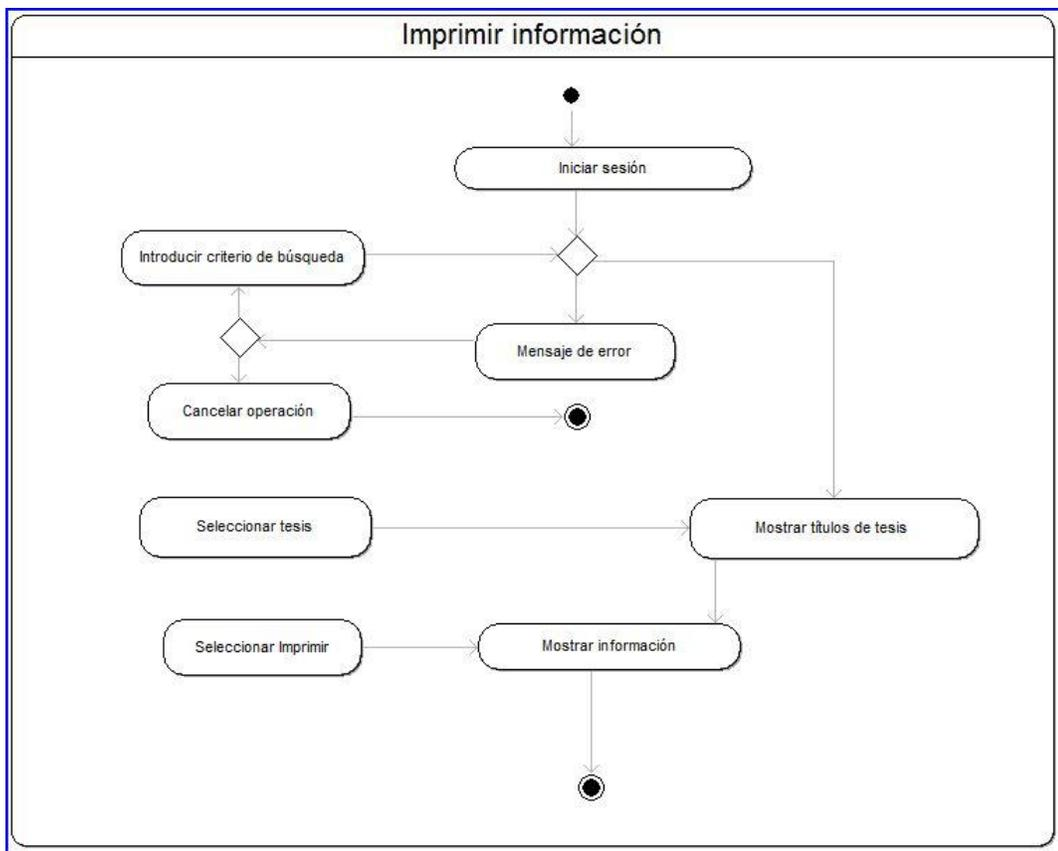 Imprimir información
Iniciar sesión
Introducir criterio de búsqueda
Mensaje de error
Cancelar operación
Seleccionar tesis
Mostrar títulos de tesis
Seleccionar Imprimir
Mostrar información